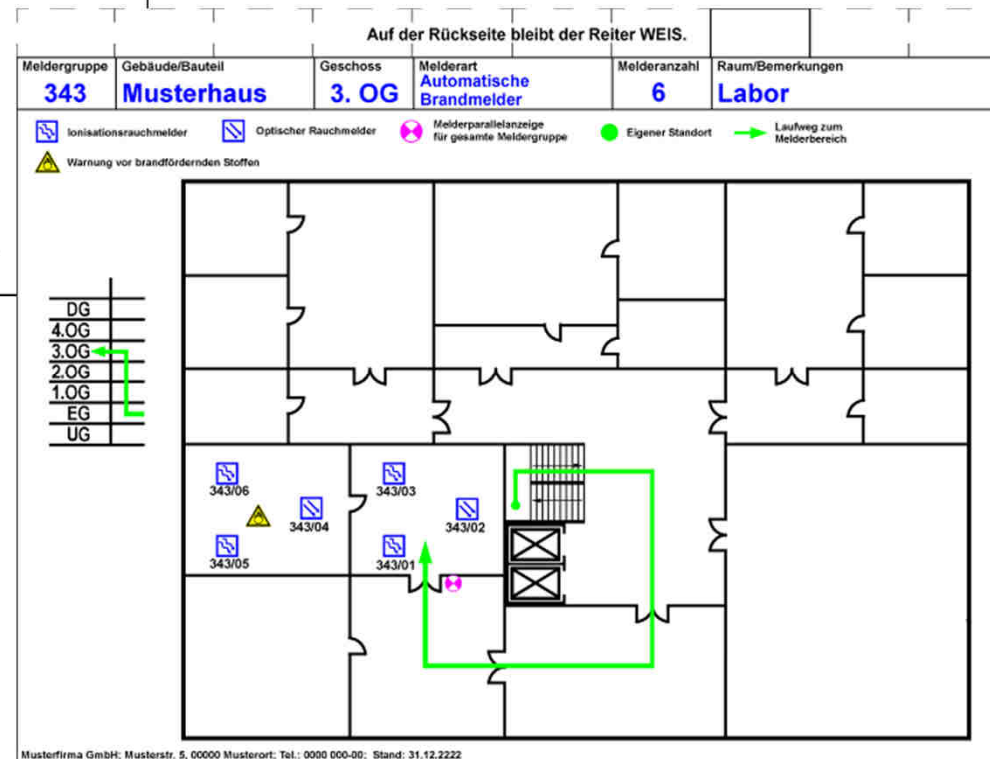 Auf der Rückseite bleibt der Reiter WEIS.
Meldergruppe
343
Gebäude/Bauteil
Musterhaus
Geschoss
3. OG
Melderart
Automatische
Brandmelder
Melderanzahl
6
Raum/Bemerkungen
Labor
Ionisationsrauchmelder
Optischer Rauchmelder
Melderparallelanzeige
für gesamte Meldergruppe
Eigener Standort
Laufweg zum
Melderbereich
Warnung vor brandfördernden Stoffen
DG
4.OG
3.OG
2.OG
1.OG
EG
UG
343/06
343/03
343/04
343/02
343/05
343/01
Musterfirma GmbH; Musterstr. 5, 00000 Musterort; Tel.: 0000 000-00; Stand: 31.12.2222